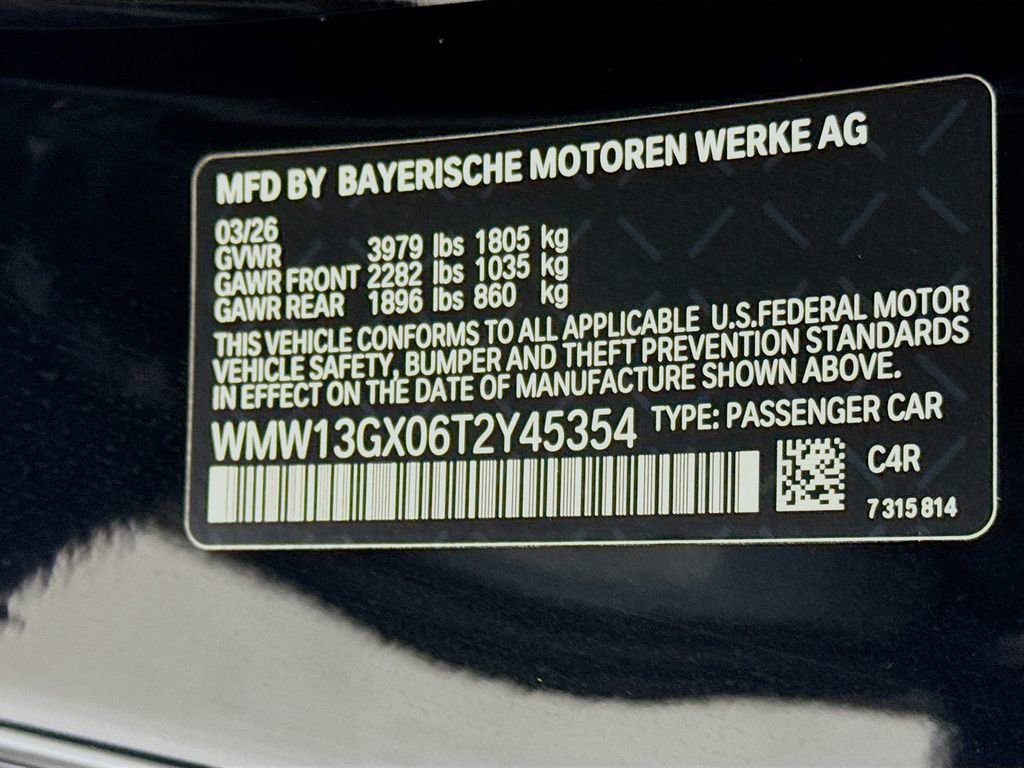 MFD BY BAYERISCHE MOTOREN WERKE AG
03/26
GVWR 3979 lbs 1805 kg
GAWR FRONT 2282 lbs 1035 kg
GAWR REAR 1896 lbs 860 kg
THIS VEHICLE CONFORMS TO ALL APPLICABLE U.S.FEDERAL MOTOR
VEHICLE SAFETY, BUMPER AND THEFT PREVENTION STANDARDS
IN EFFECT ON THE DATE OF MANUFACTURE SHOWN ABOVE.
WMW13GX06T2Y45354 TYPE: PASSENGER CAR
C4R
7 315 814